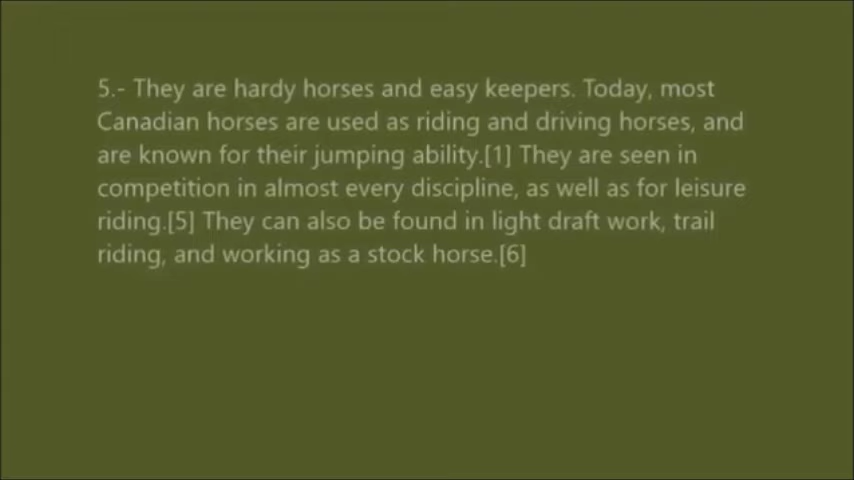 5.- They are hardy horses and easy keepers. Today, most
Canadian horses are used as riding and driving horses, and
are known for their jumping ability.[1] They are seen in
competition in almost every discipline, as well as for leisure
riding.[5] They can also be found in light draft work, trail
riding, and working as a stock horse.[6]